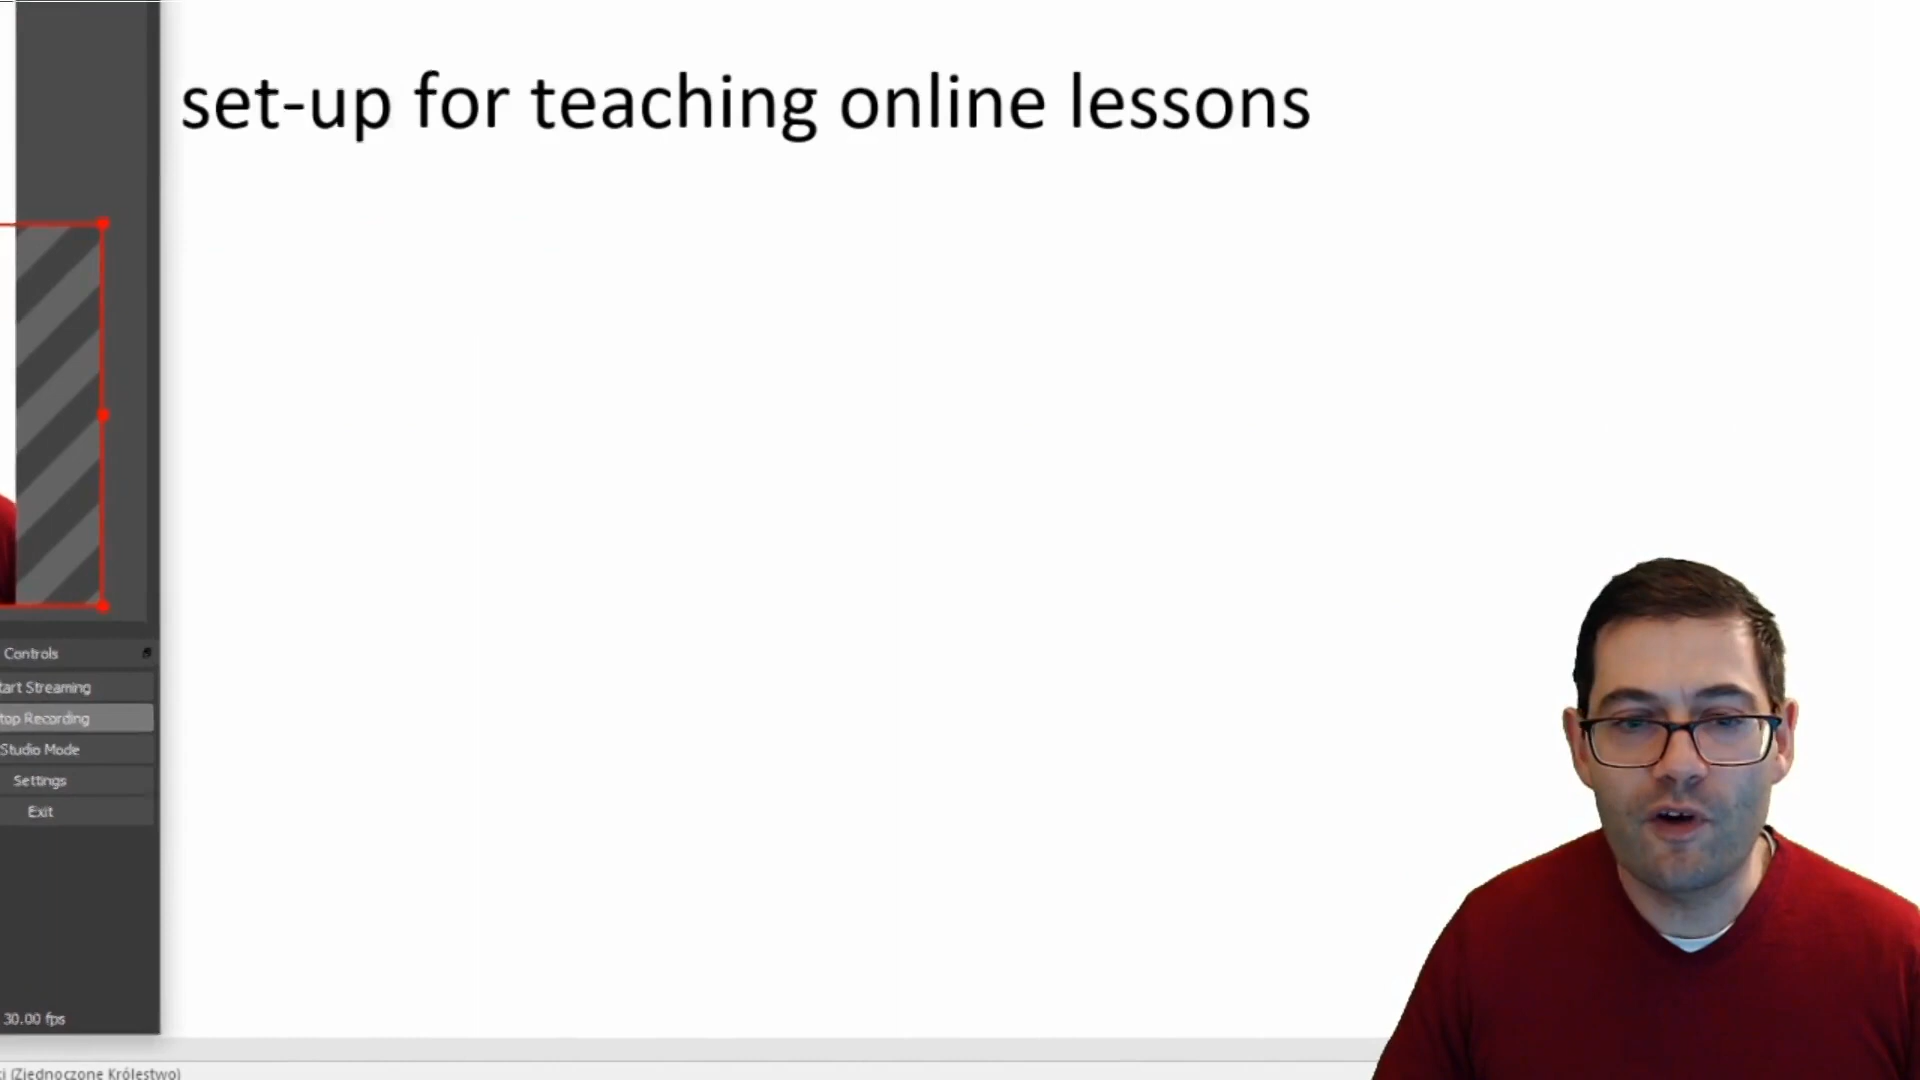 set-up for teaching online lessons
Controls
tart Streaming
top Recording
Studio Mode
Settings
Exit
30.00 fps
ki (Zjednoczone Królestwo)